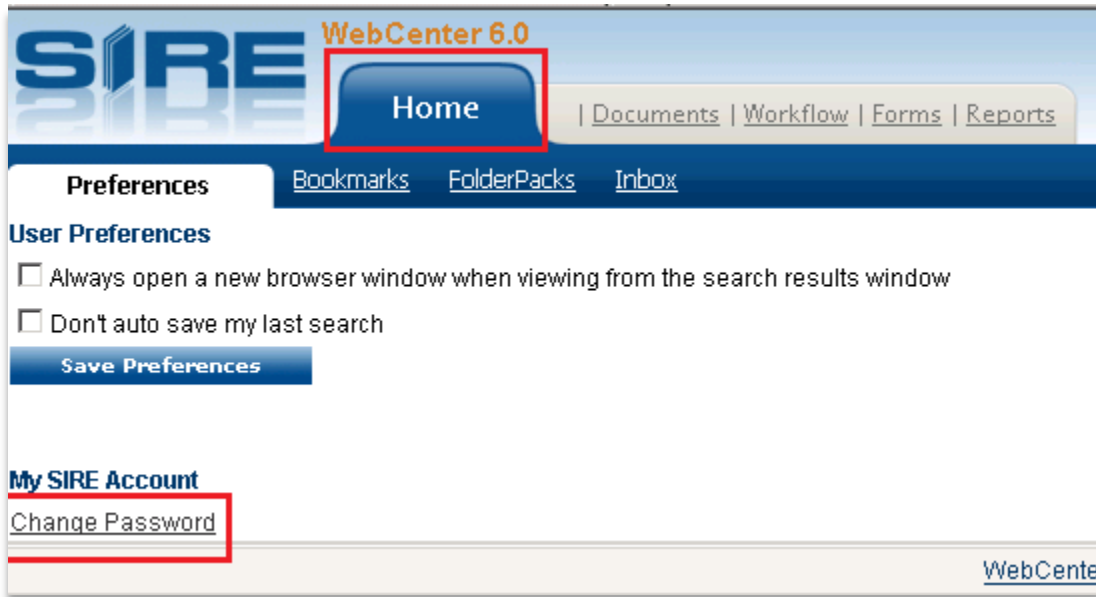 SIRE
WebCenter 6.0
Home | Documents | Workflow | Forms | Reports
Preferences Bookmarks FolderPacks Inbox
User Preferences
Always open a new browser window when viewing from the search results window
Don't auto save my last search
Save Preferences
My SIRE Account
Change Password
WebCente